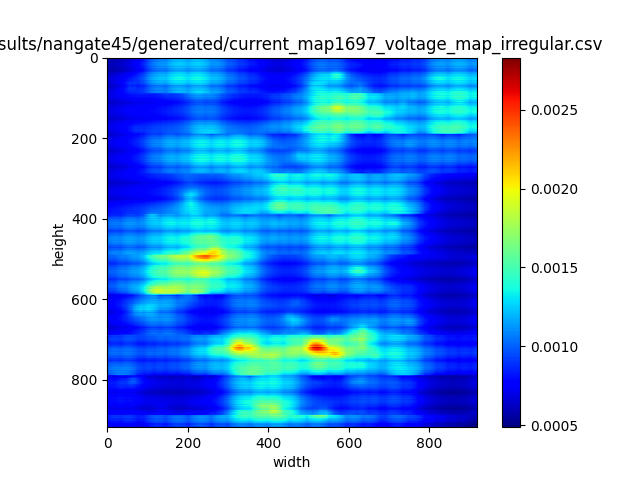 sults/nangate45/generated/current_map1697_voltage_map_irregular.csv
0
200
400
600
800
height
0 200 400 600 800
width
0.0025
0.0020
0.0015
0.0010
0.0005